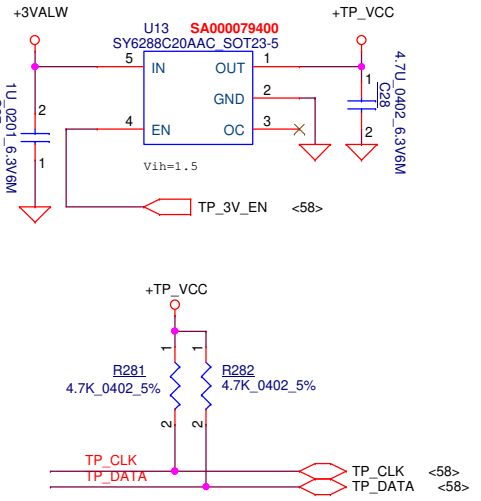 +3VALW
U13 SA000079400
+TP_VCC
SY6288C20AAC_SOT23-5
5 IN OUT 1
GND 2
4 EN OC 3
Vih=1.5
2
1
1U_0201_6.3V6M
1
2
C28
4.7U_0402_6.3V6M
TP_3V_EN <58>
+TP_VCC
1 1
R281 R282
4.7K_0402_5% 4.7K_0402_5%
2 2
TP_CLK TP_CLK <58>
TP_DATA TP_DATA <58>